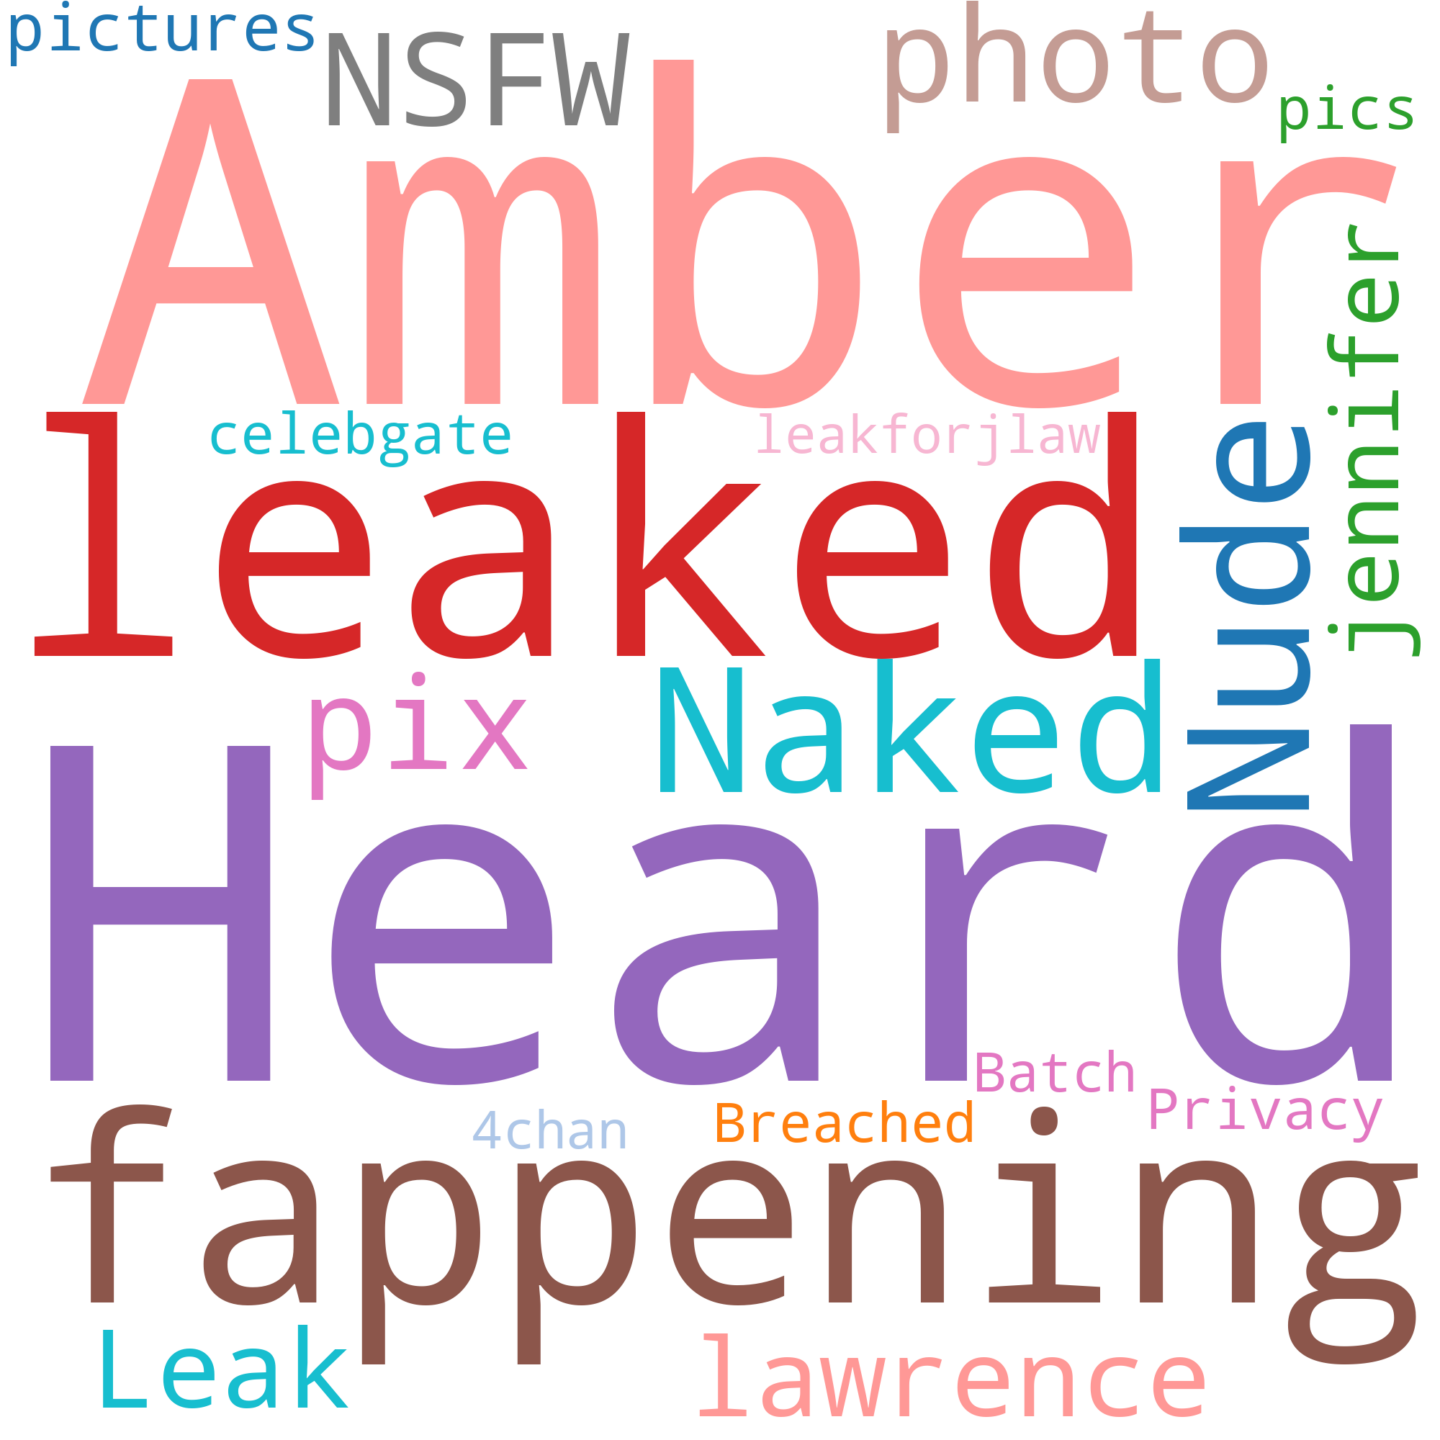 pictures
NSFW
photo
pics
Amber
jennifer
celebgate
leakforjlaw
leaked
Nude
pix
Naked
Heard
Batch
Privacy
4chan
Breached
fappening
Leak
lawrence